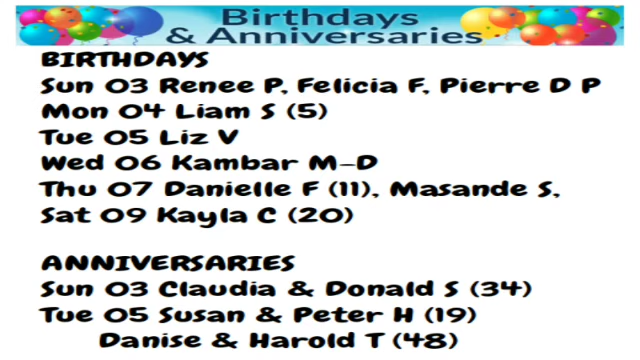 Birthdays
& Anniversaries
BIRTHDAYS
Sun 03 Renee P, Felicia F, Pierre D P
Mon 04 Liam S (5)
Tue 05 Liz V
Wed 06 Kambar M-D
Thu 07 Danielle F (11), Masande S,
Sat 09 Kayla C (20)
ANNIVERSARIES
Sun 03 Claudia & Donald S (34)
Tue 05 Susan & Peter H (19)
Danise & Harold T (48)